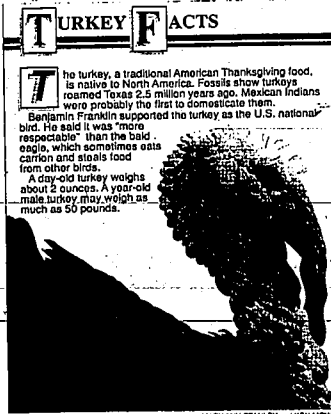 TURKEY FACTS
The turkey, a traditional American Thanksgiving food,
is native to North America. Fossils show turkeys
roamed Texas 2.5 million years ago. Mexican Indians
were probably the first to domesticate them.
Benjamin Franklin supported the turkey as the U.S. national
bird. He said it was "more
respectable" than the bald
eagle, which sometimes eats
carrion and steals food
from other birds.
A day-old turkey weighs
about 2 ounces. A year-old
male turkey may weigh as
much as 50 pounds.